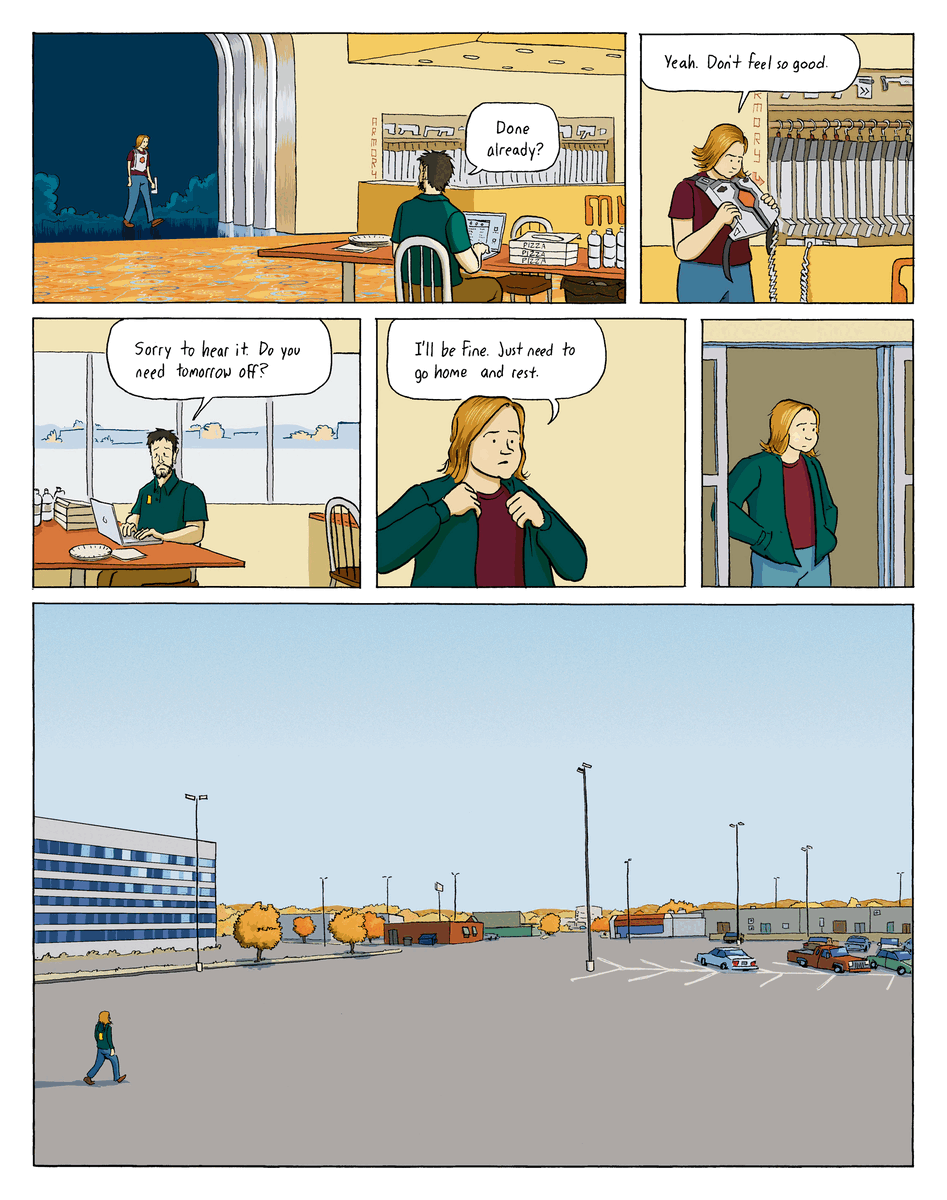 ARMORY
Done
already?
PIZZA
PIZZA
PIZZA
Yeah. Don't feel so good.
Sorry to hear it. Do you
need tomorrow off?
I'll be Fine. Just need to
go home and rest.